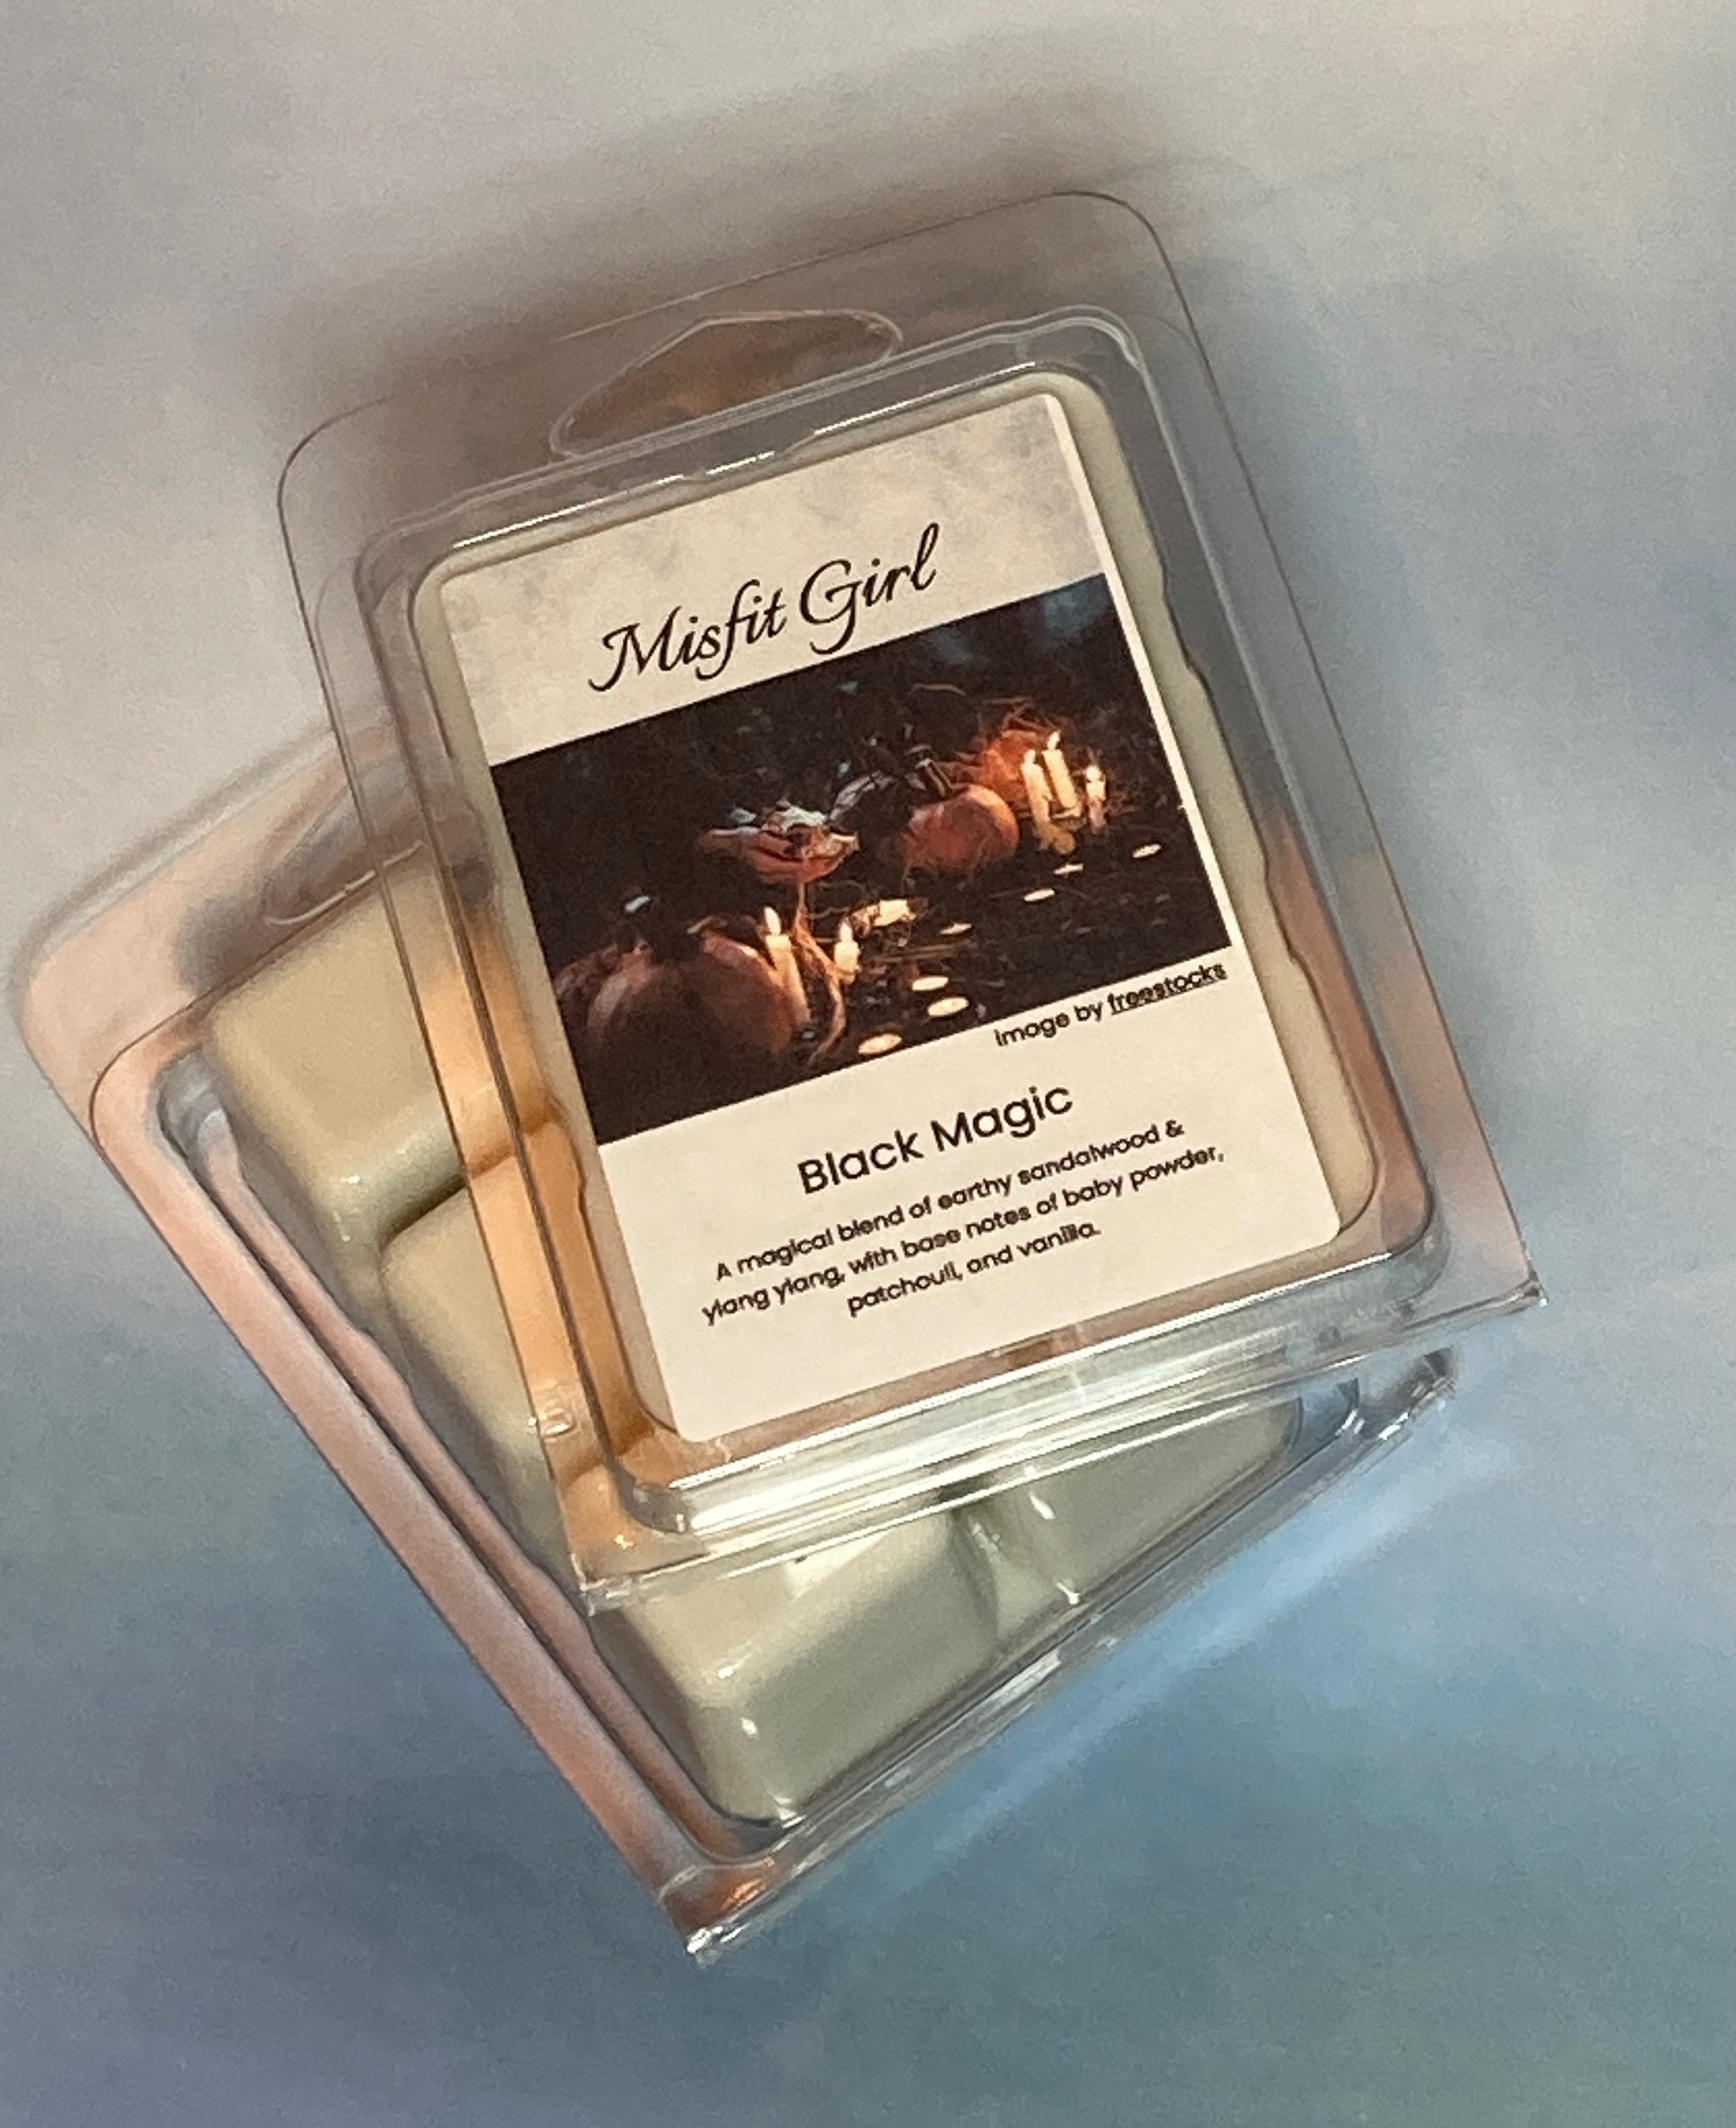 Misfit Girl
image by freestocks
Black Magic
A magical blend of earthy sandalwood &
ylang ylang, with base notes of baby powder,
patchouli, and vanilla.